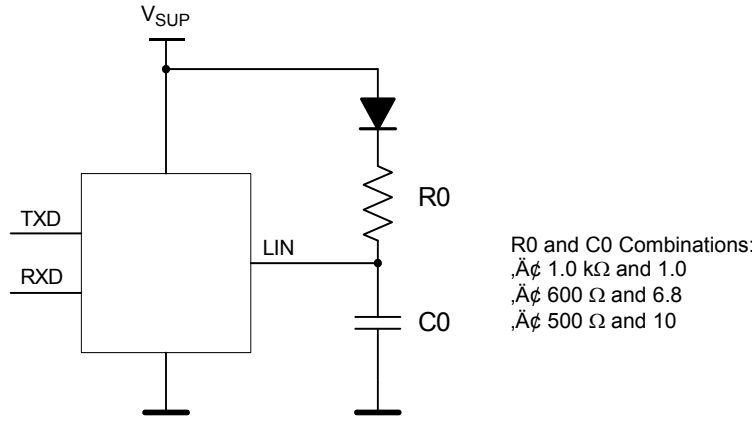 VSUP
R0
TXD
LIN
RXD
C0
R0 and C0 Combinations:
‚Ä¢ 1.0 kΩ and 1.0
‚Ä¢ 600 Ω and 6.8
‚Ä¢ 500 Ω and 10